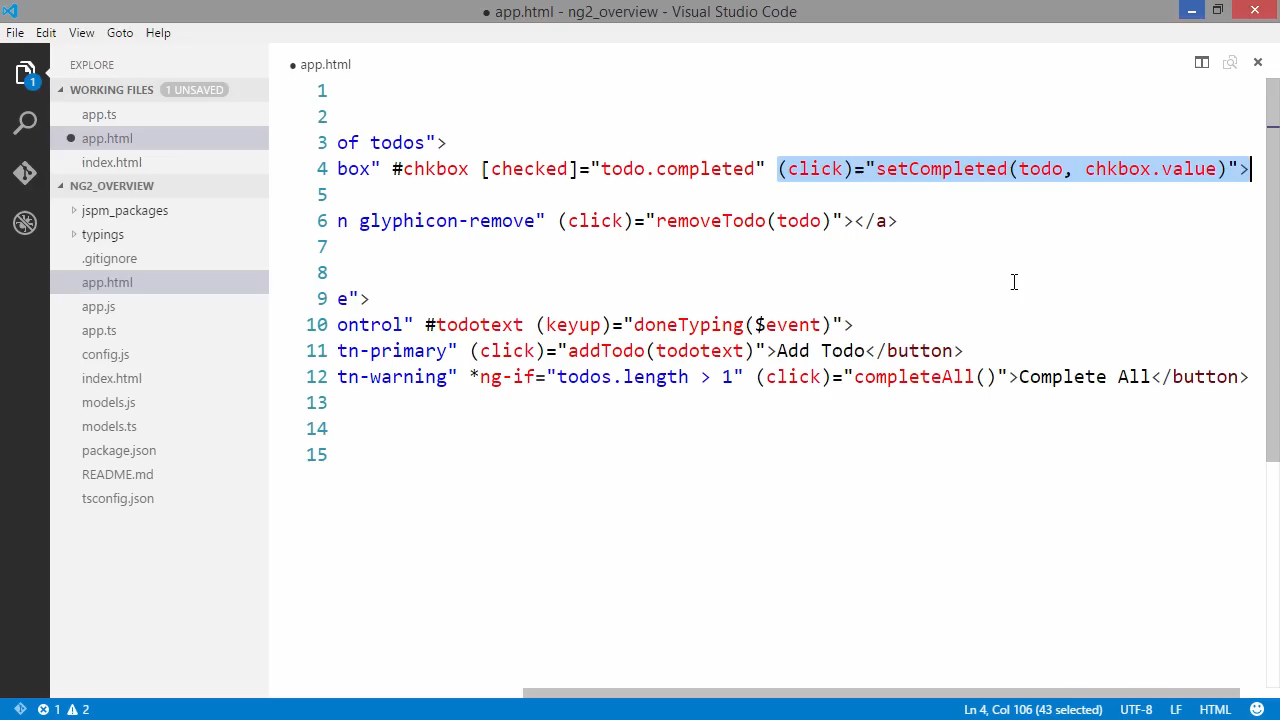 ● app.html - ng2_overview - Visual Studio Code
File Edit View Goto Help
EXPLORE
WORKING FILES 1 UNSAVED
app.ts
app.html
index.html
NG2_OVERVIEW
jspm_packages
typings
.gitignore
app.html
app.js
app.ts
config.js
index.html
models.js
models.ts
package.json
README.md
tsconfig.json
1
● app.html
1
2
3 of todos">
4 box" #chkbox [checked]="todo.completed" (click)="setCompleted(todo, chkbox.value)">
5
6 n glyphicon-remove" (click)="removeTodo(todo)"></a>
7
8
9 e">
10 ontrol" #todotext (keyup)="doneTyping($event)">
11 tn-primary" (click)="addTodo(todotext)">Add Todo</button>
12 tn-warning" *ng-if="todos.length > 1" (click)="completeAll()">Complete All</button>
13
14
15
1 2
Ln 4, Col 106 (43 selected) UTF-8 LF HTML